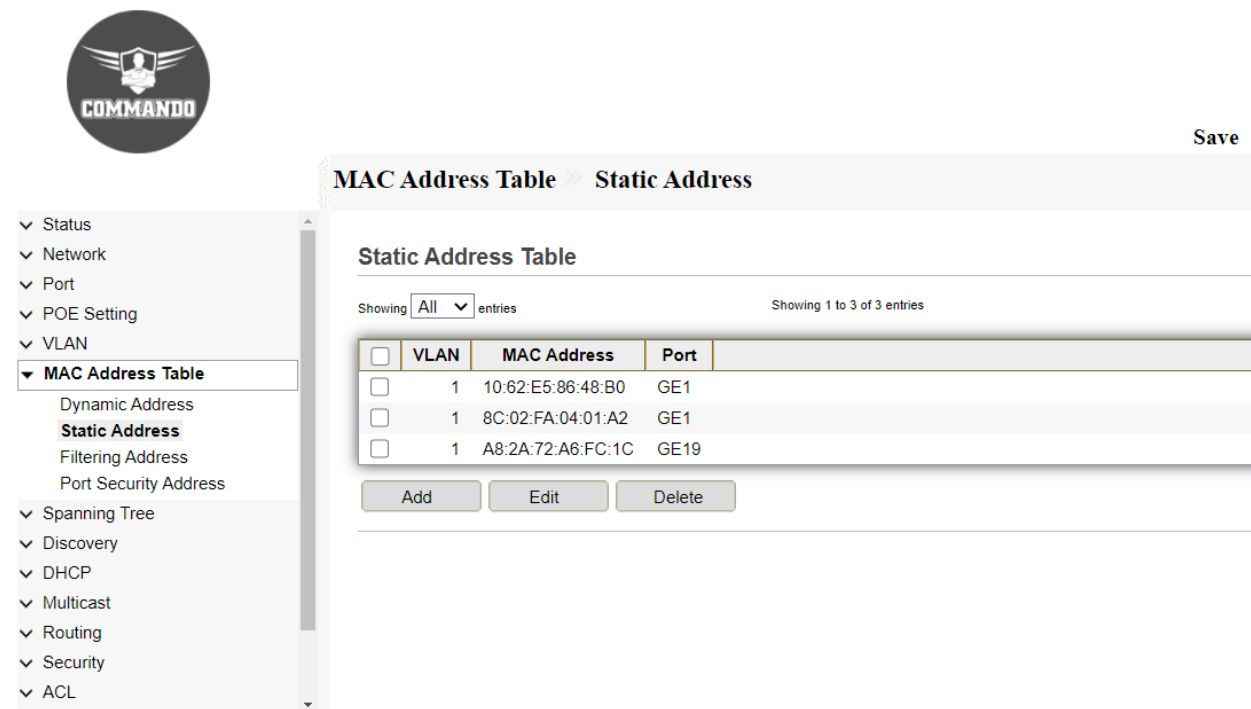 COMMANDO
Save
MAC Address Table » Static Address
Status
Network
Port
POE Setting
VLAN
MAC Address Table
Dynamic Address
Static Address
Filtering Address
Port Security Address
Spanning Tree
Discovery
DHCP
Multicast
Routing
Security
ACL
Static Address Table
Showing All entries
Showing 1 to 3 of 3 entries
VLAN MAC Address Port
1 10:62:E5:86:48:B0 GE1
1 8C:02:FA:04:01:A2 GE1
1 A8:2A:72:A6:FC:1C GE19
Add Edit Delete